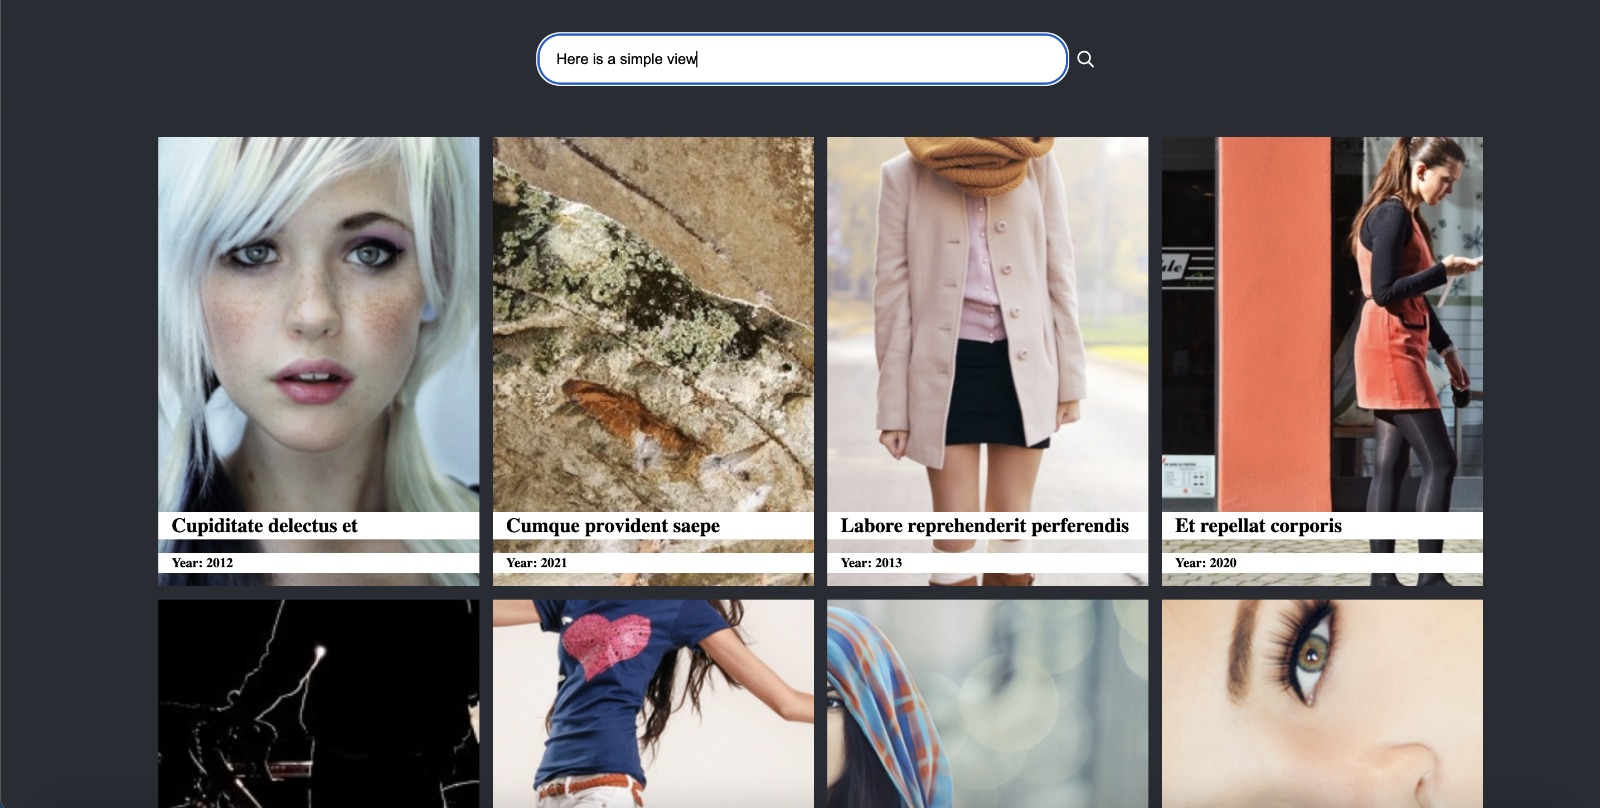 Here is a simple view
Cupiditate delectus et
Cumque provident saepe
Labore reprehenderit perferendis
Et repellat corporis
Year: 2012
Year: 2021
Year: 2013
Year: 2020